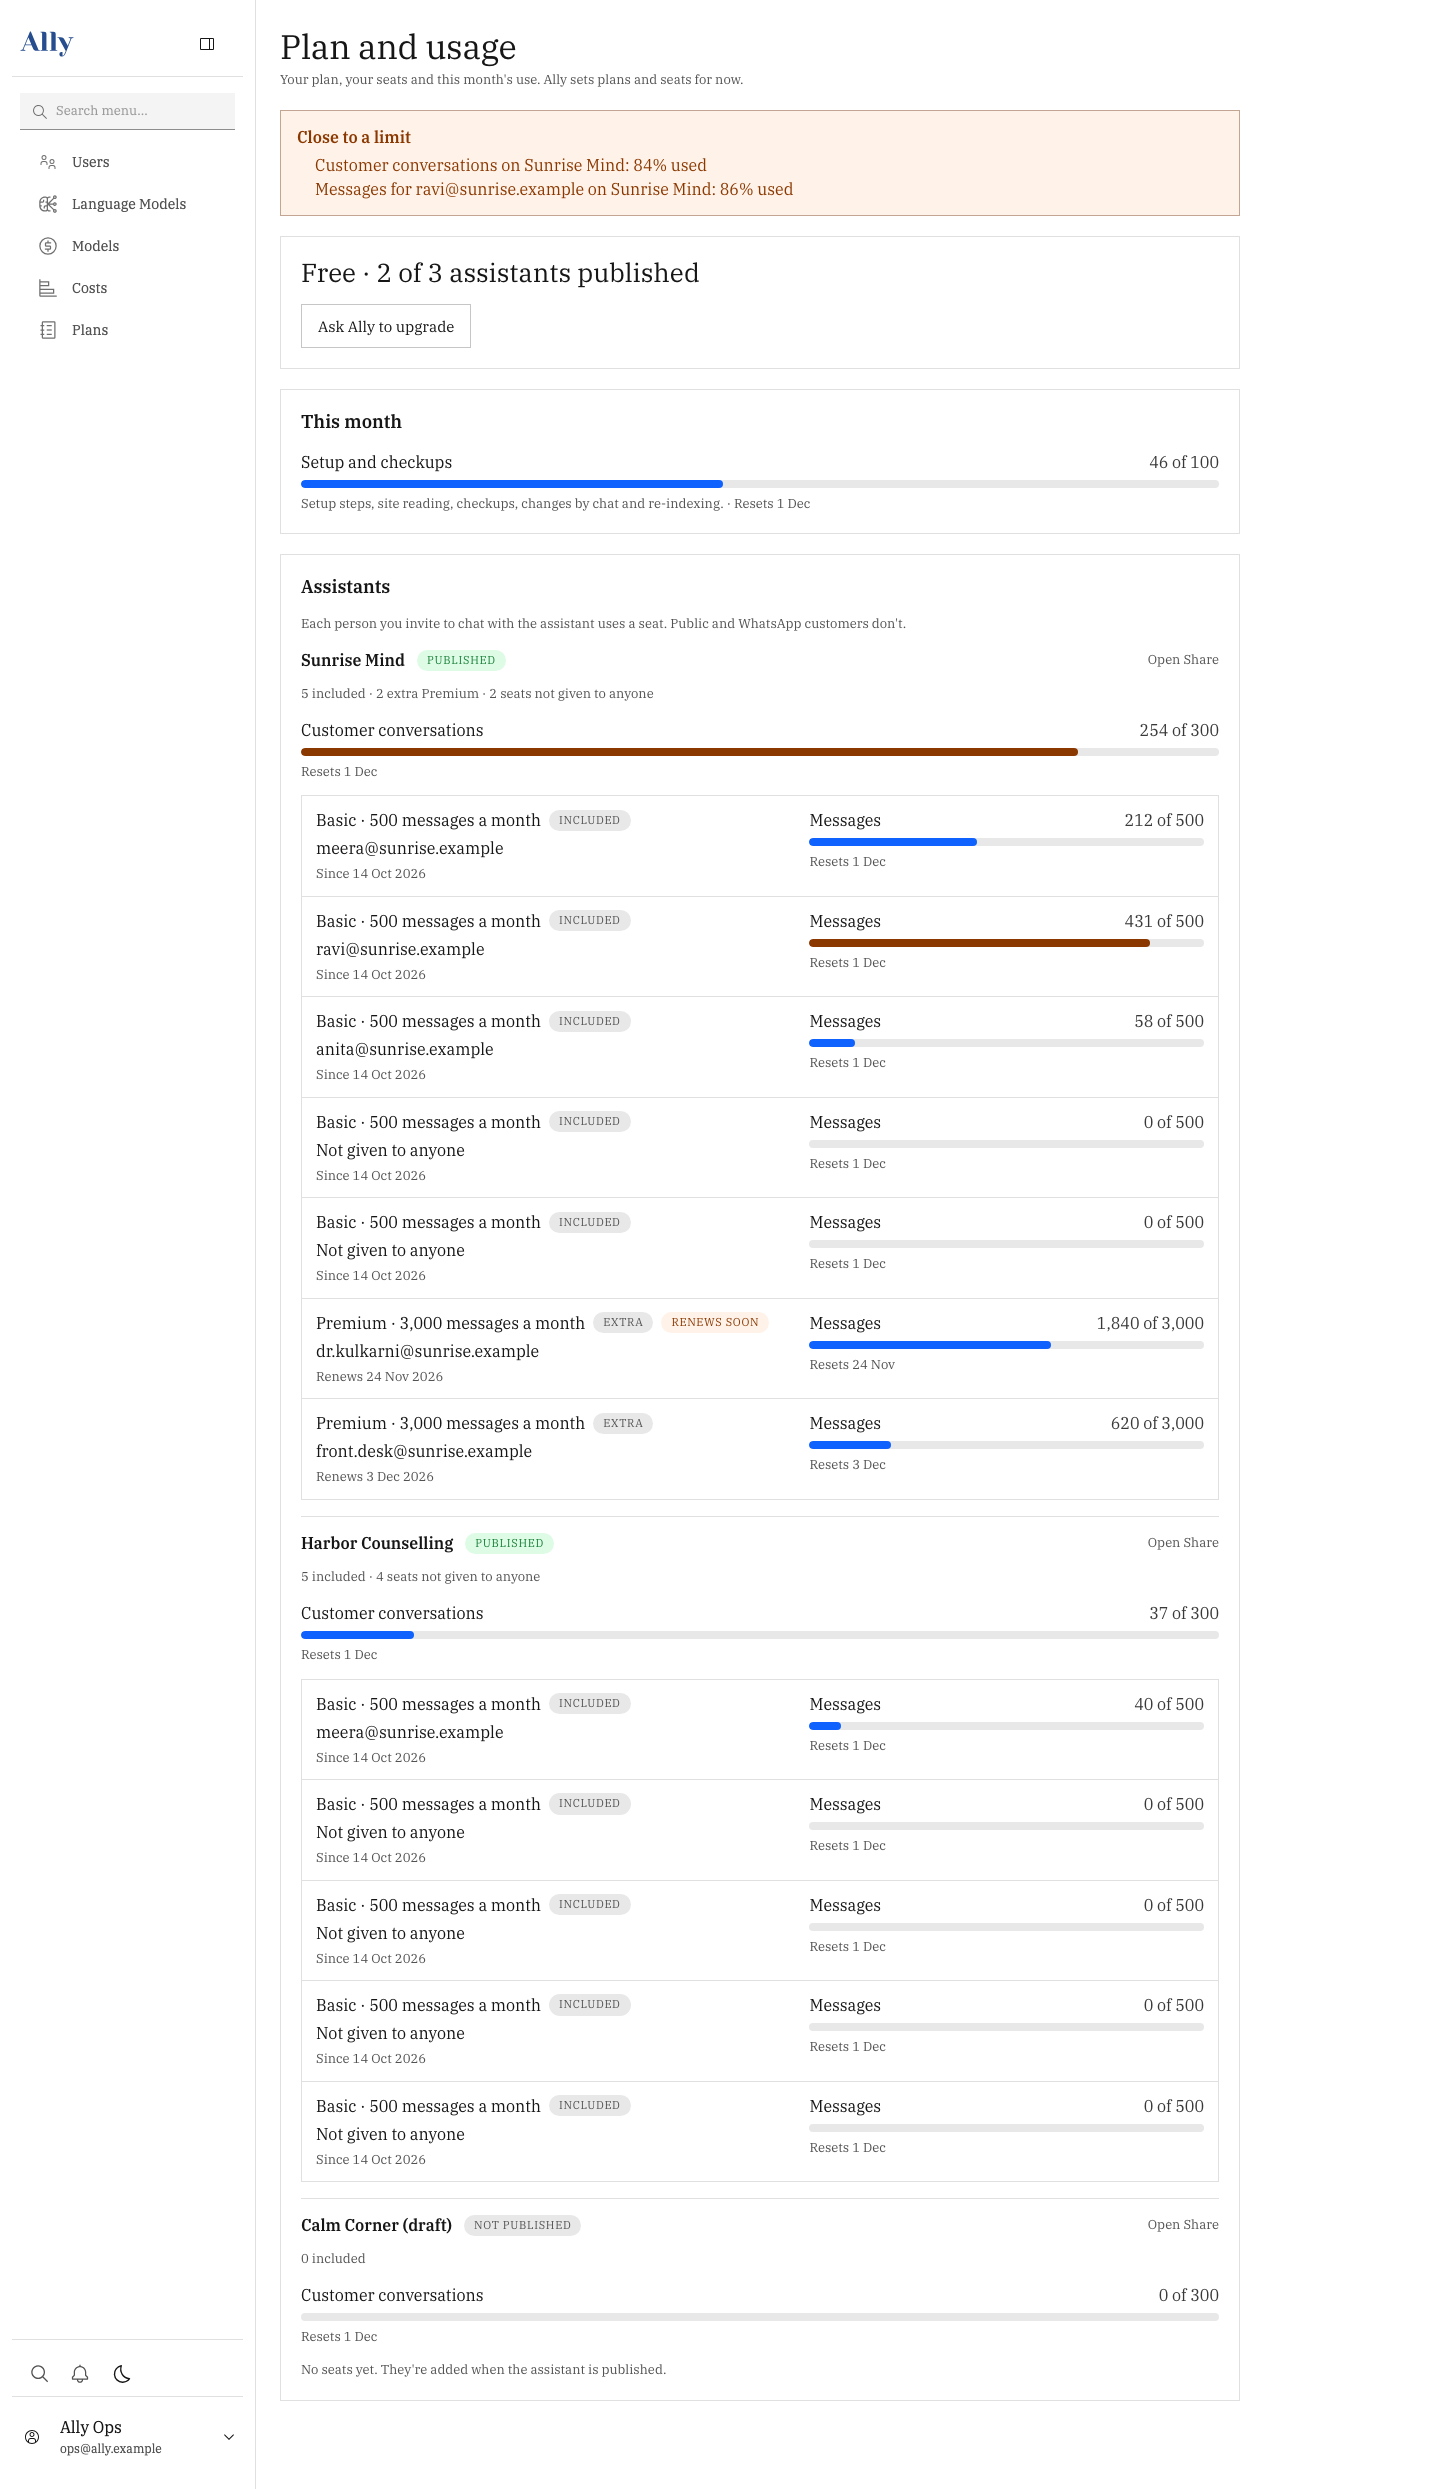 Ally
Search menu...
Users
Language Models
Models
Costs
Plans
Plan and usage
Your plan, your seats and this month's use. Ally sets plans and seats for now.
Close to a limit
Customer conversations on Sunrise Mind: 84% used
Messages for ravi@sunrise.example on Sunrise Mind: 86% used
Free · 2 of 3 assistants published
Ask Ally to upgrade
This month
Setup and checkups 46 of 100
Setup steps, site reading, checkups, changes by chat and re-indexing. · Resets 1 Dec
Assistants
Each person you invite to chat with the assistant uses a seat. Public and WhatsApp customers don't.
Sunrise Mind PUBLISHED Open Share
5 included · 2 extra Premium · 2 seats not given to anyone
Customer conversations 254 of 300
Resets 1 Dec
Basic · 500 messages a month INCLUDED Messages 212 of 500
meera@sunrise.example
Resets 1 Dec
Since 14 Oct 2026
Basic · 500 messages a month INCLUDED Messages 431 of 500
ravi@sunrise.example
Resets 1 Dec
Since 14 Oct 2026
Basic · 500 messages a month INCLUDED Messages 58 of 500
anita@sunrise.example
Resets 1 Dec
Since 14 Oct 2026
Basic · 500 messages a month INCLUDED Messages 0 of 500
Not given to anyone
Resets 1 Dec
Since 14 Oct 2026
Basic · 500 messages a month INCLUDED Messages 0 of 500
Not given to anyone
Resets 1 Dec
Since 14 Oct 2026
Premium · 3,000 messages a month EXTRA RENEWS SOON Messages 1,840 of 3,000
dr.kulkarni@sunrise.example
Resets 24 Nov
Renews 24 Nov 2026
Premium · 3,000 messages a month EXTRA Messages 620 of 3,000
front.desk@sunrise.example
Resets 3 Dec
Renews 3 Dec 2026
Harbor Counselling PUBLISHED Open Share
5 included · 4 seats not given to anyone
Customer conversations 37 of 300
Resets 1 Dec
Basic · 500 messages a month INCLUDED Messages 40 of 500
meera@sunrise.example
Resets 1 Dec
Since 14 Oct 2026
Basic · 500 messages a month INCLUDED Messages 0 of 500
Not given to anyone
Resets 1 Dec
Since 14 Oct 2026
Basic · 500 messages a month INCLUDED Messages 0 of 500
Not given to anyone
Resets 1 Dec
Since 14 Oct 2026
Basic · 500 messages a month INCLUDED Messages 0 of 500
Not given to anyone
Resets 1 Dec
Since 14 Oct 2026
Basic · 500 messages a month INCLUDED Messages 0 of 500
Not given to anyone
Resets 1 Dec
Since 14 Oct 2026
Calm Corner (draft) NOT PUBLISHED Open Share
0 included
Customer conversations 0 of 300
Resets 1 Dec
No seats yet. They're added when the assistant is published.
Ally Ops
ops@ally.example